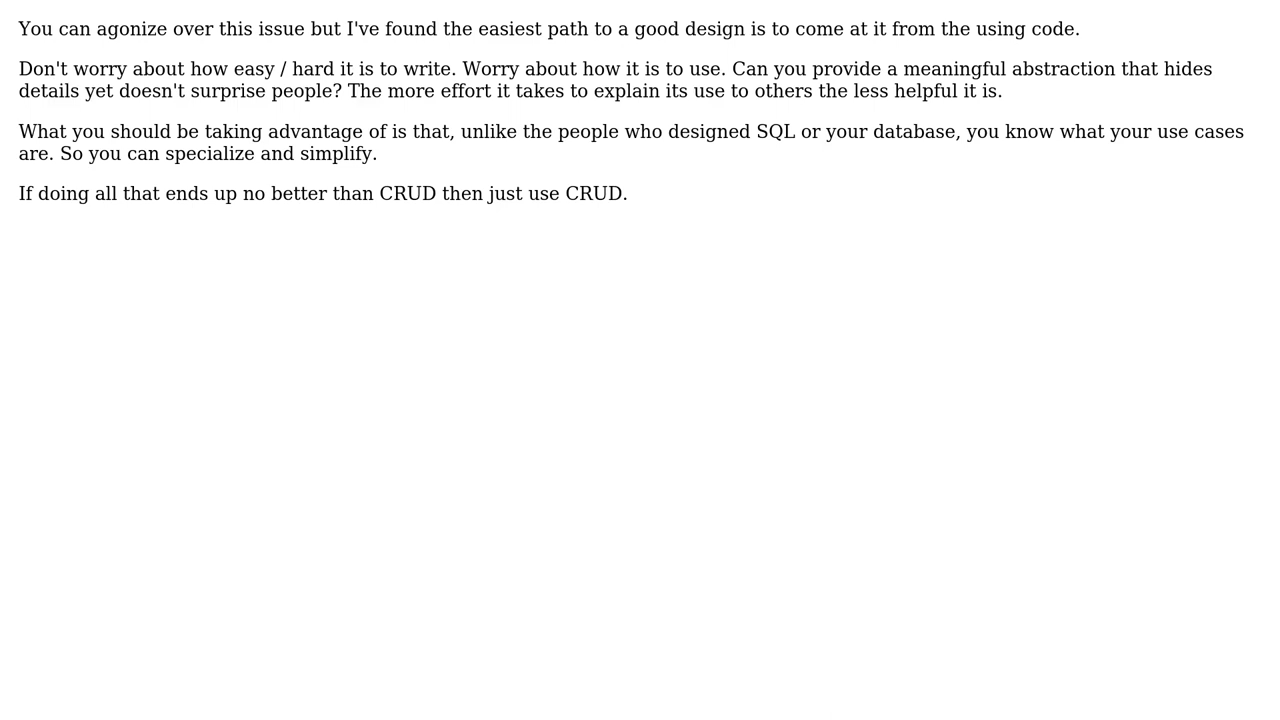 You can agonize over this issue but I've found the easiest path to a good design is to come at it from the using code.
Don't worry about how easy / hard it is to write. Worry about how it is to use. Can you provide a meaningful abstraction that hides
details yet doesn't surprise people? The more effort it takes to explain its use to others the less helpful it is.
What you should be taking advantage of is that, unlike the people who designed SQL or your database, you know what your use cases
are. So you can specialize and simplify.
If doing all that ends up no better than CRUD then just use CRUD.